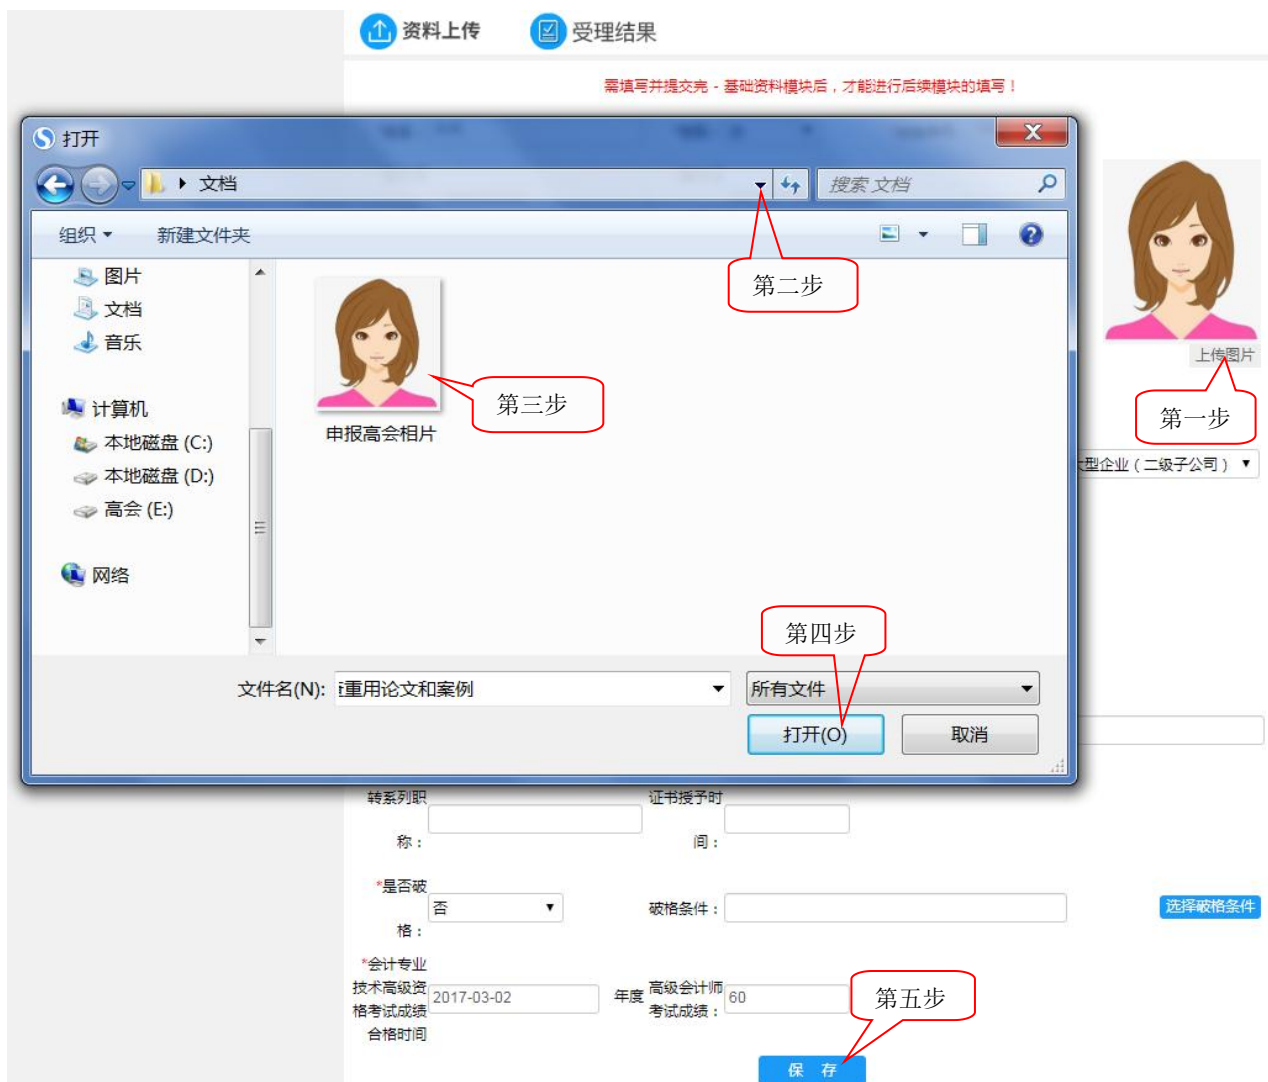 资料上传 受理结果
需填写并提交完 - 基础资料模块后，才能进行后续模块的填写！
打开
文档 搜索 文档
组织 新建文件夹
图片
文档
音乐
计算机
本地磁盘 (C:)
本地磁盘 (D:)
高会 (E:)
网络
申报高会相片
第二步
第三步
上传图片
第一步
型企业（二级子公司）
第四步
文件名(N): 重用论文和案例 所有文件
打开(O) 取消
转系列职 证书授予时
称： 间：
*是否破
否 破格条件： 选择破格条件
格：
*会计专业
技术高级资
格考试成绩
合格时间
2017-03-02 年度
高级会计师
考试成绩：
60
第五步
保 存